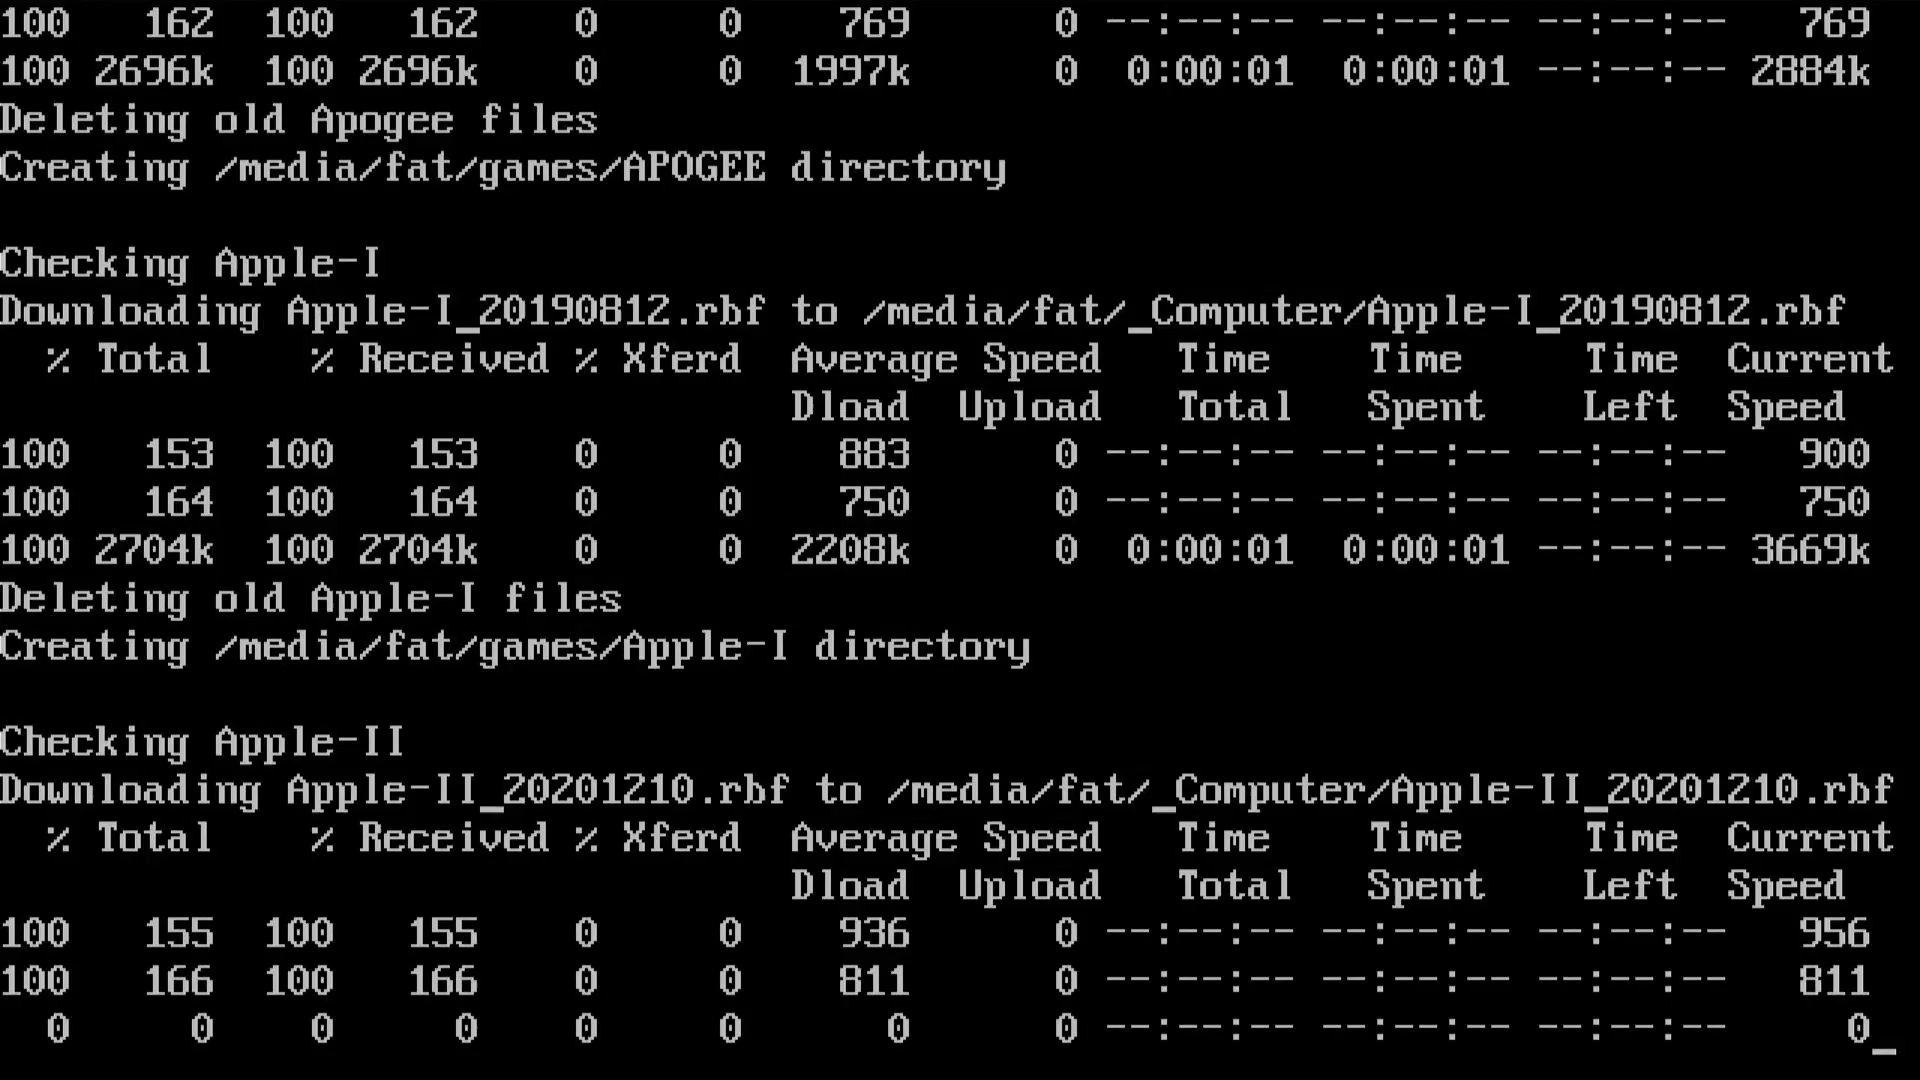 100   162  100   162    0     0    769      0 --:--:-- --:--:-- --:--:--   769
100 2696k  100 2696k    0     0  1997k      0  0:00:01  0:00:01 --:--:-- 2884k
Deleting old Apogee files
Creating /media/fat/games/APOGEE directory
Checking Apple-I
Downloading Apple-I_20190812.rbf to /media/fat/_Computer/Apple-I_20190812.rbf
  % Total    % Received % Xferd  Average Speed   Time    Time     Time  Current
                                 Dload  Upload   Total   Spent    Left  Speed
100   153  100   153    0     0    883      0 --:--:-- --:--:-- --:--:--   900
100   164  100   164    0     0    750      0 --:--:-- --:--:-- --:--:--   750
100 2704k  100 2704k    0     0  2208k      0  0:00:01  0:00:01 --:--:-- 3669k
Deleting old Apple-I files
Creating /media/fat/games/Apple-I directory
Checking Apple-II
Downloading Apple-II_20201210.rbf to /media/fat/_Computer/Apple-II_20201210.rbf
  % Total    % Received % Xferd  Average Speed   Time    Time     Time  Current
                                 Dload  Upload   Total   Spent    Left  Speed
100   155  100   155    0     0    936      0 --:--:-- --:--:-- --:--:--   956
100   166  100   166    0     0    811      0 --:--:-- --:--:-- --:--:--   811
  0     0    0     0    0     0      0      0 --:--:-- --:--:-- --:--:--     0_